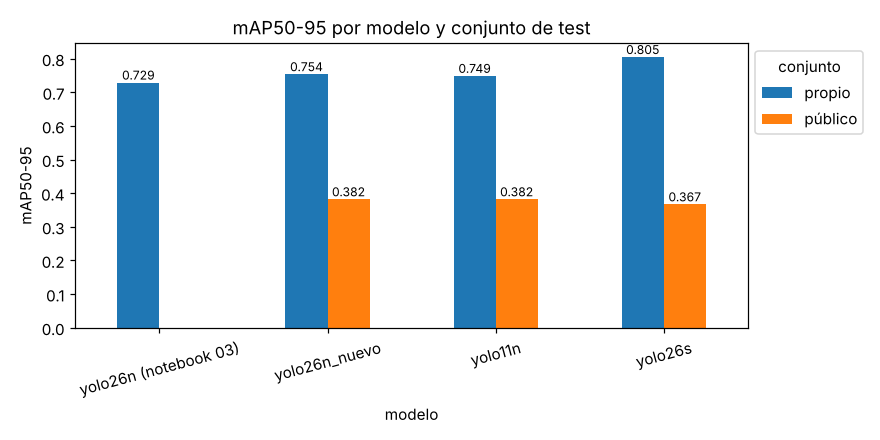 mAP50-95 por modelo y conjunto de test
mAP50-95
0.8
0.7
0.6
0.5
0.4
0.3
0.2
0.1
0.0
0.729
0.754
0.382
0.749
0.382
0.805
0.367
conjunto
propio
público
yolo26n (notebook 03)
yolo26n_nuevo
yolo11n
yolo26s
modelo